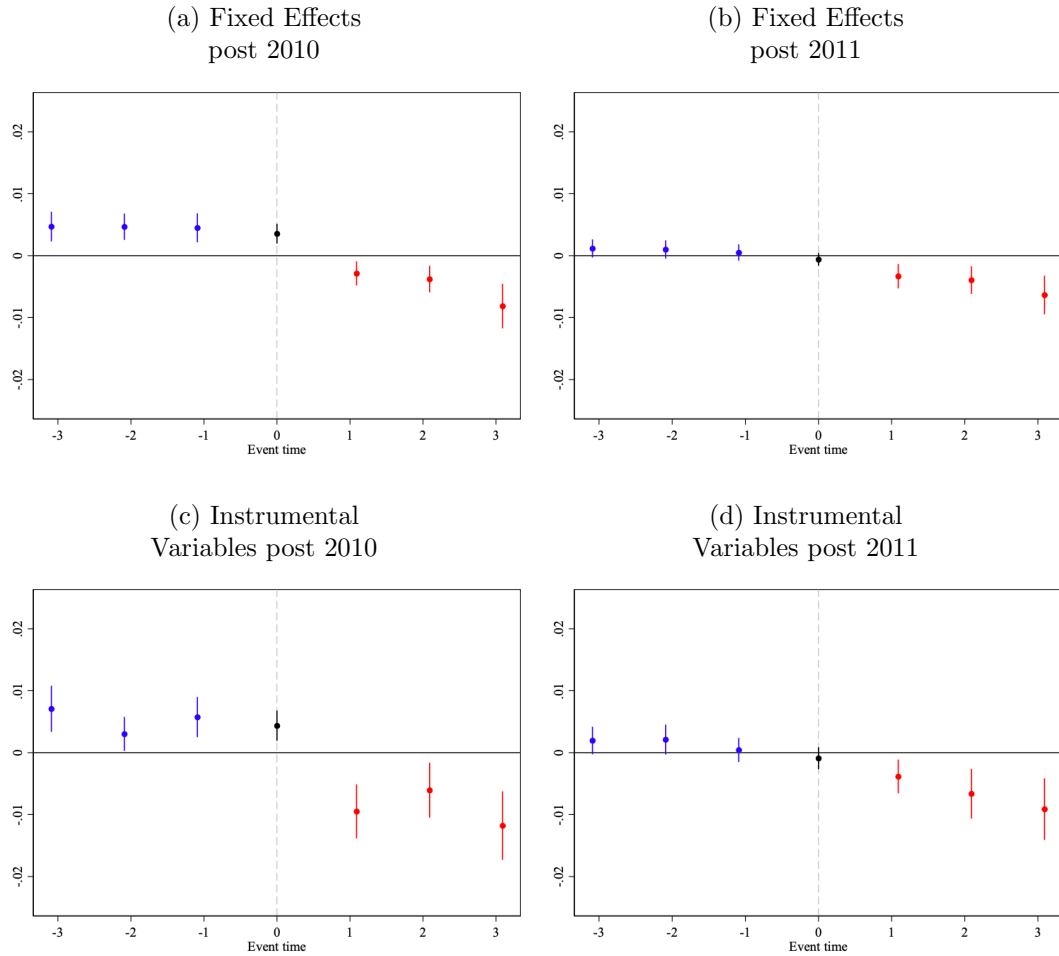 (a) Fixed Effects
post 2010
.02
.01
0
-.01
-.02
-3 -2 -1 0 1 2 3
Event time
(b) Fixed Effects
post 2011
.02
.01
0
-.01
-.02
-3 -2 -1 0 1 2 3
Event time
(c) Instrumental
Variables post 2010
.02
.01
0
-.01
-.02
-3 -2 -1 0 1 2 3
Event time
(d) Instrumental
Variables post 2011
.02
.01
0
-.01
-.02
-3 -2 -1 0 1 2 3
Event time